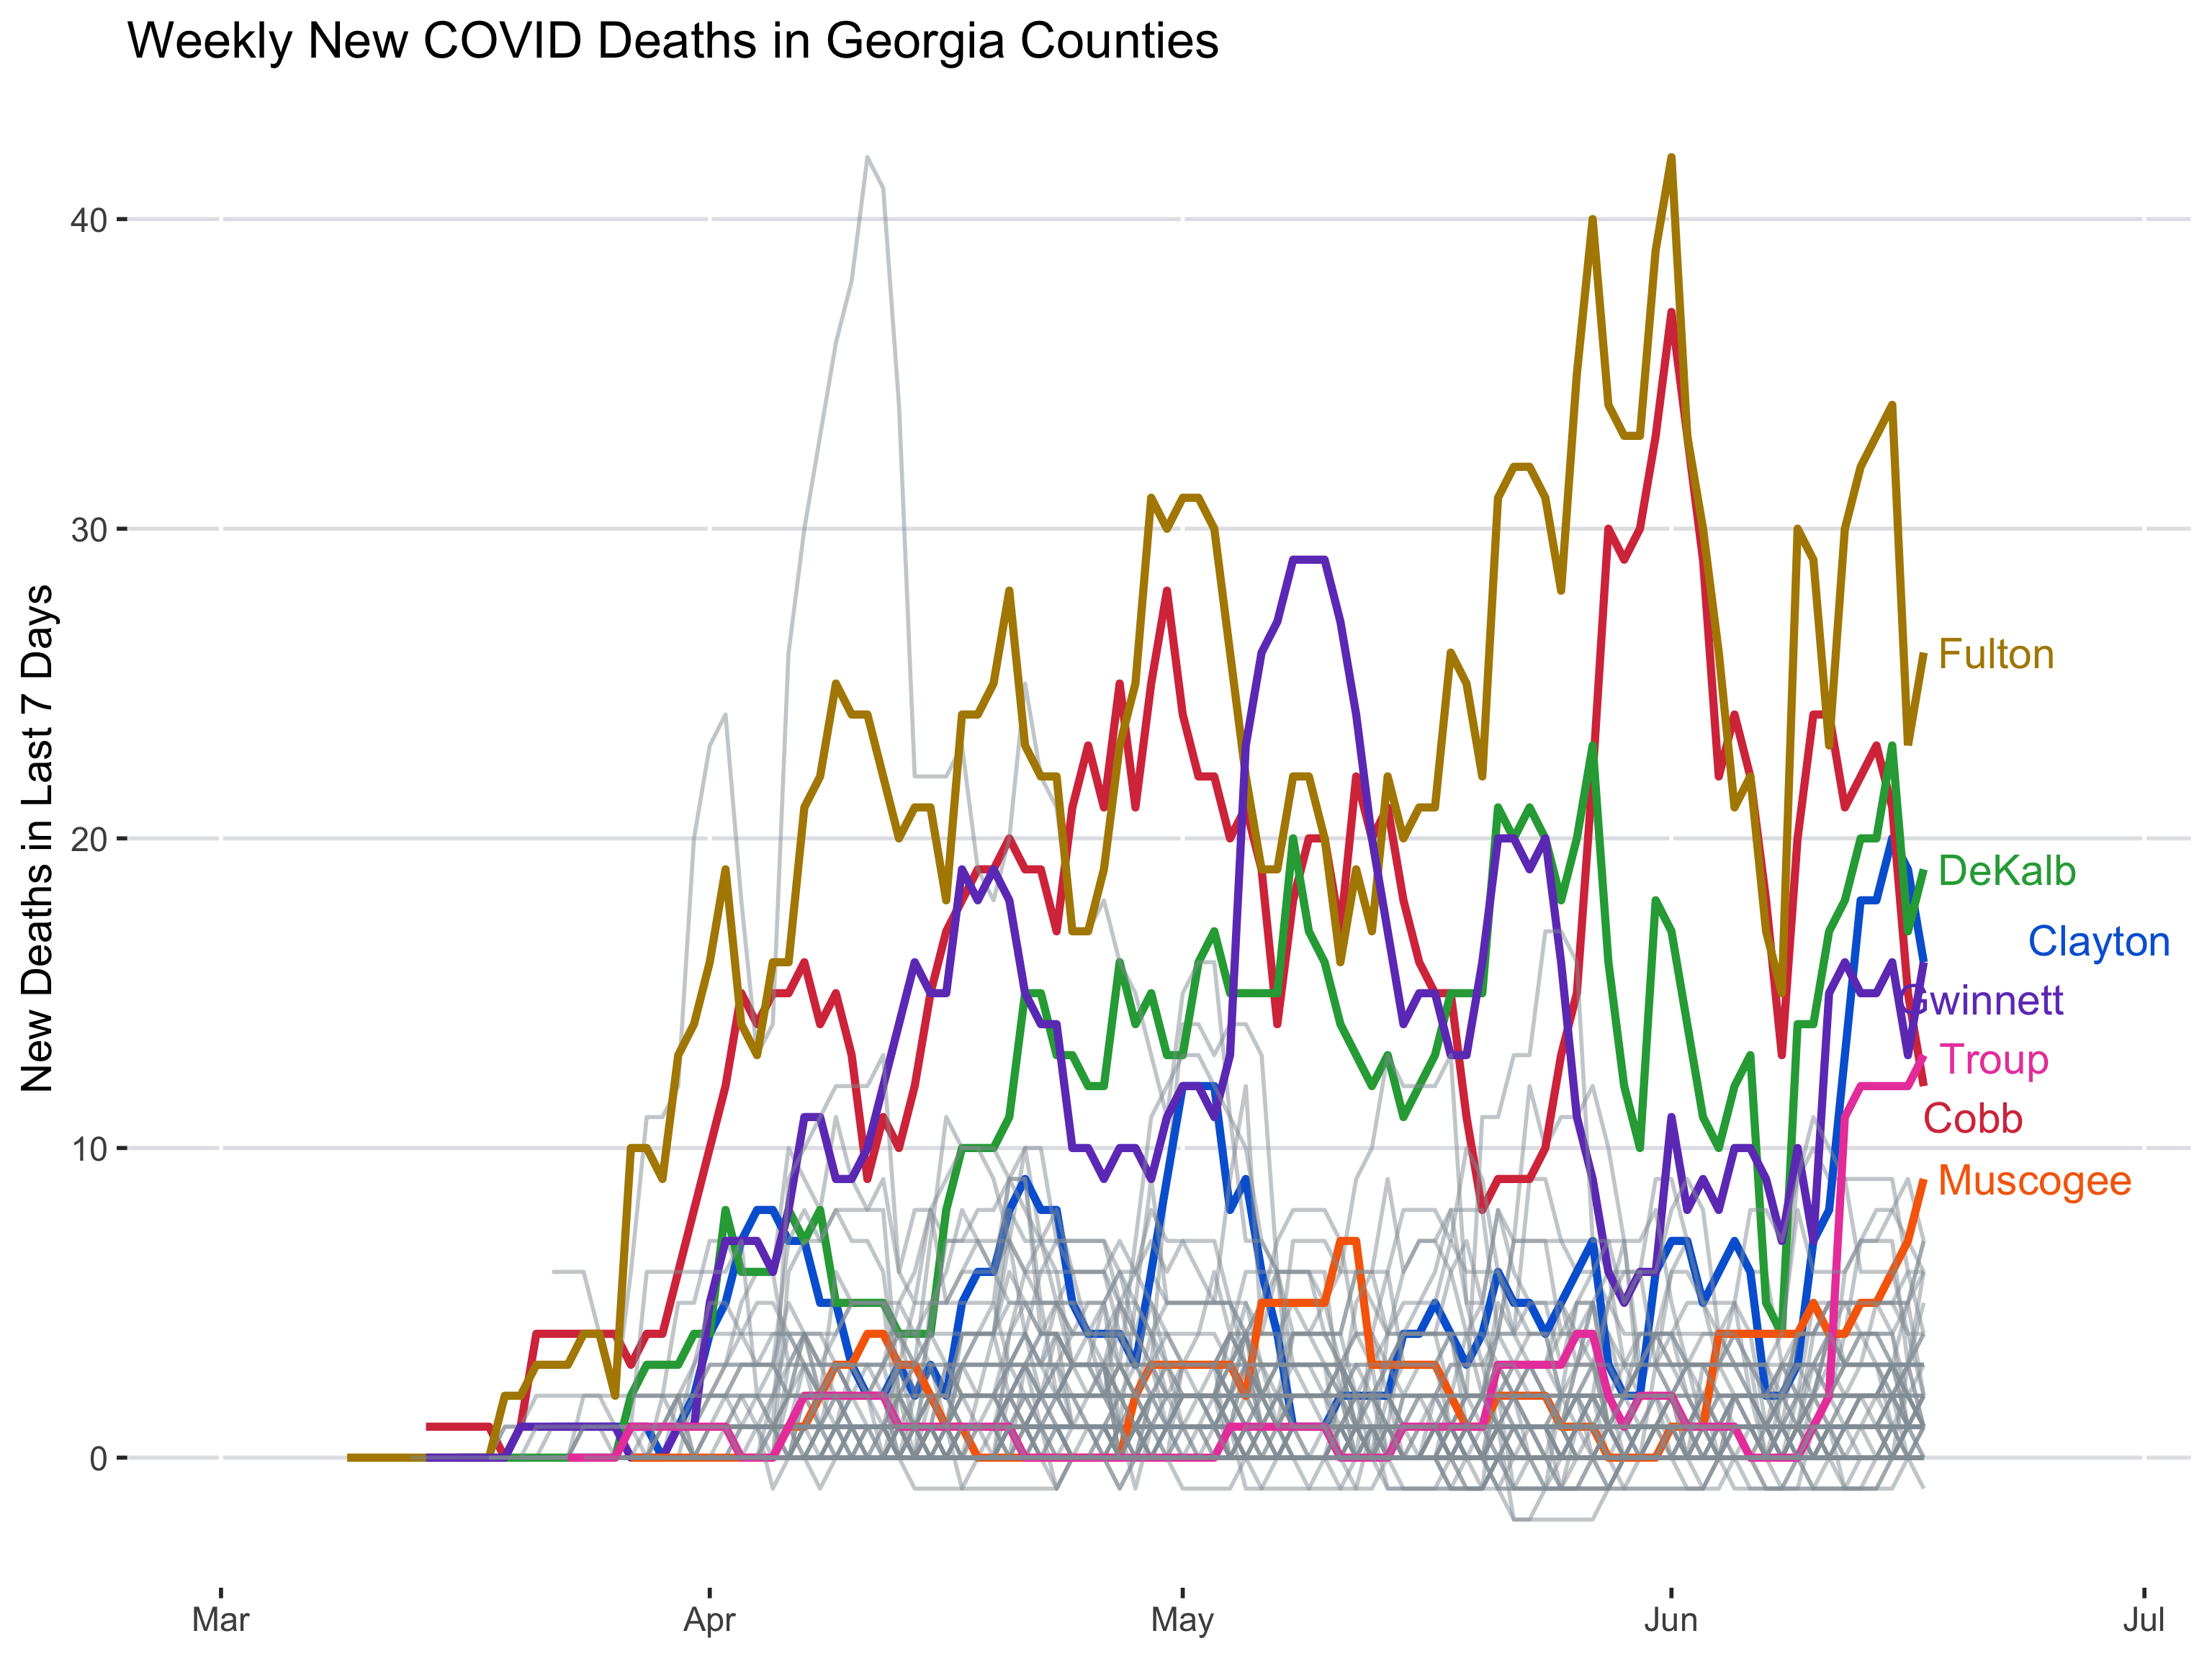 Weekly New COVID Deaths in Georgia Counties
New Deaths in Last 7 Days
40
30
20
10
0
Fulton
DeKalb
Clayton
Gwinnett
Troup
Cobb
Muscogee
Mar
Apr
May
Jun
Jul